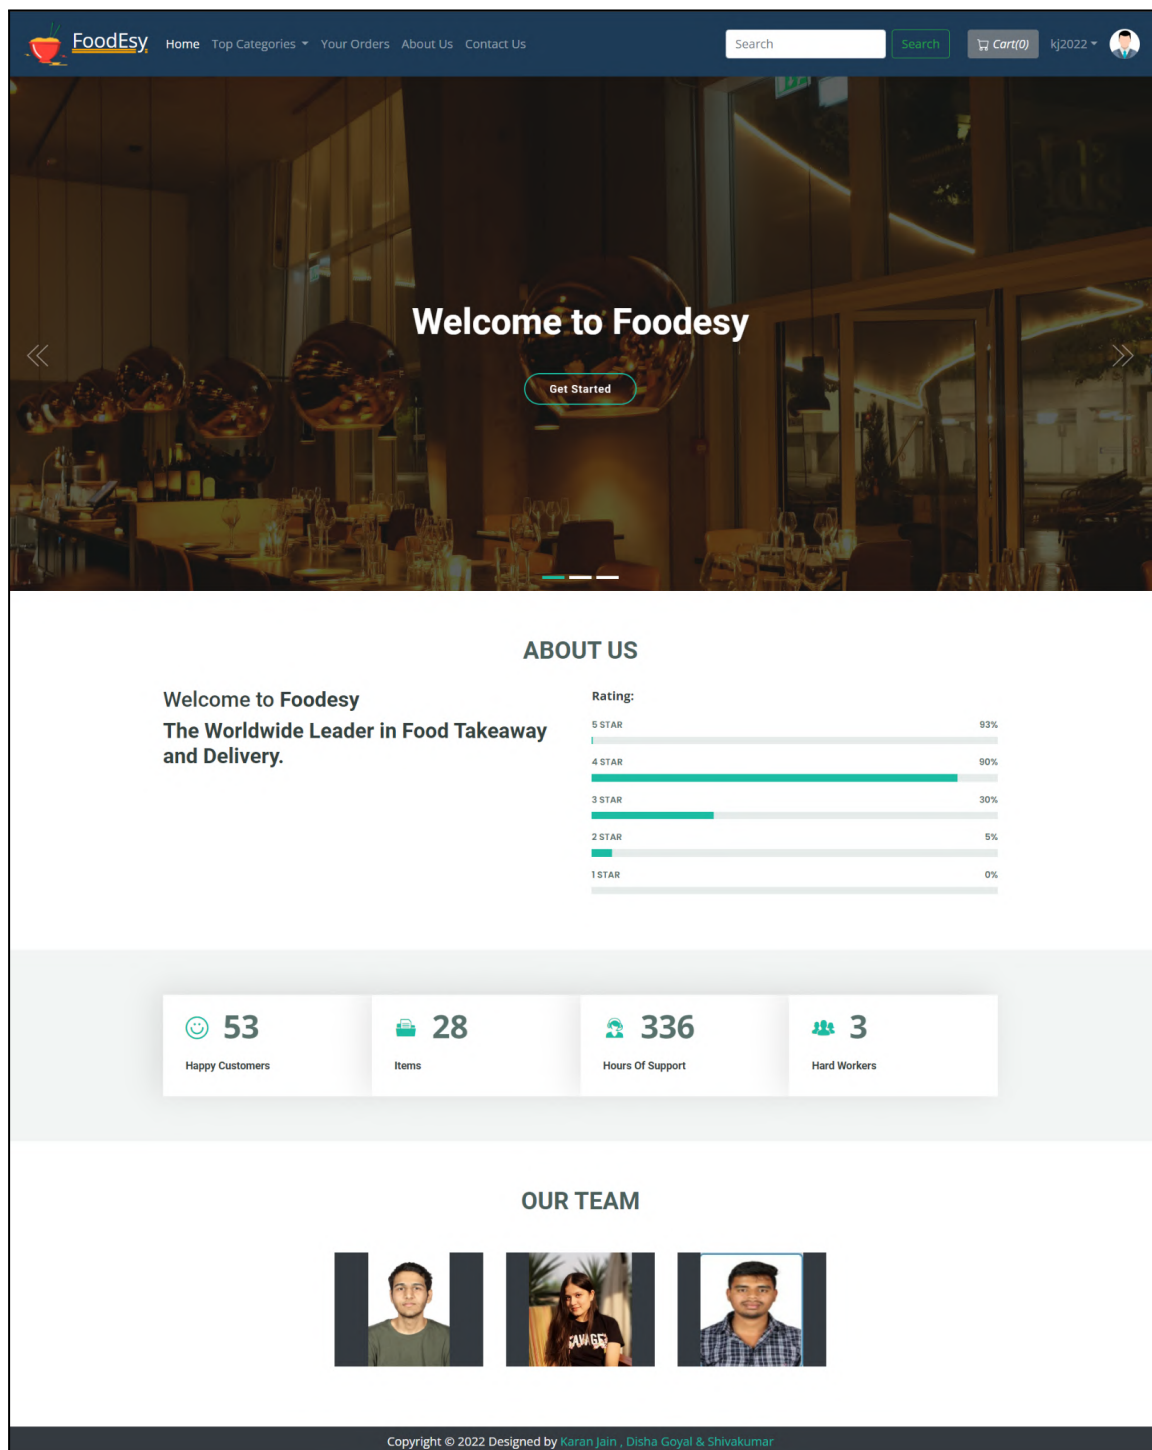 FoodEsy Home Top Categories Your Orders About Us Contact Us Search Search Cart(0) kj2022
Welcome to Foodesy
Get Started
ABOUT US
Welcome to Foodesy
The Worldwide Leader in Food Takeaway
and Delivery.
Rating:
5 STAR 93%
4 STAR 90%
3 STAR 30%
2 STAR 5%
1 STAR 0%
53
Happy Customers
28
Items
336
Hours Of Support
3
Hard Workers
OUR TEAM
SAVAGE
Copyright © 2022 Designed by Karan Jain , Disha Goyal & Shivakumar